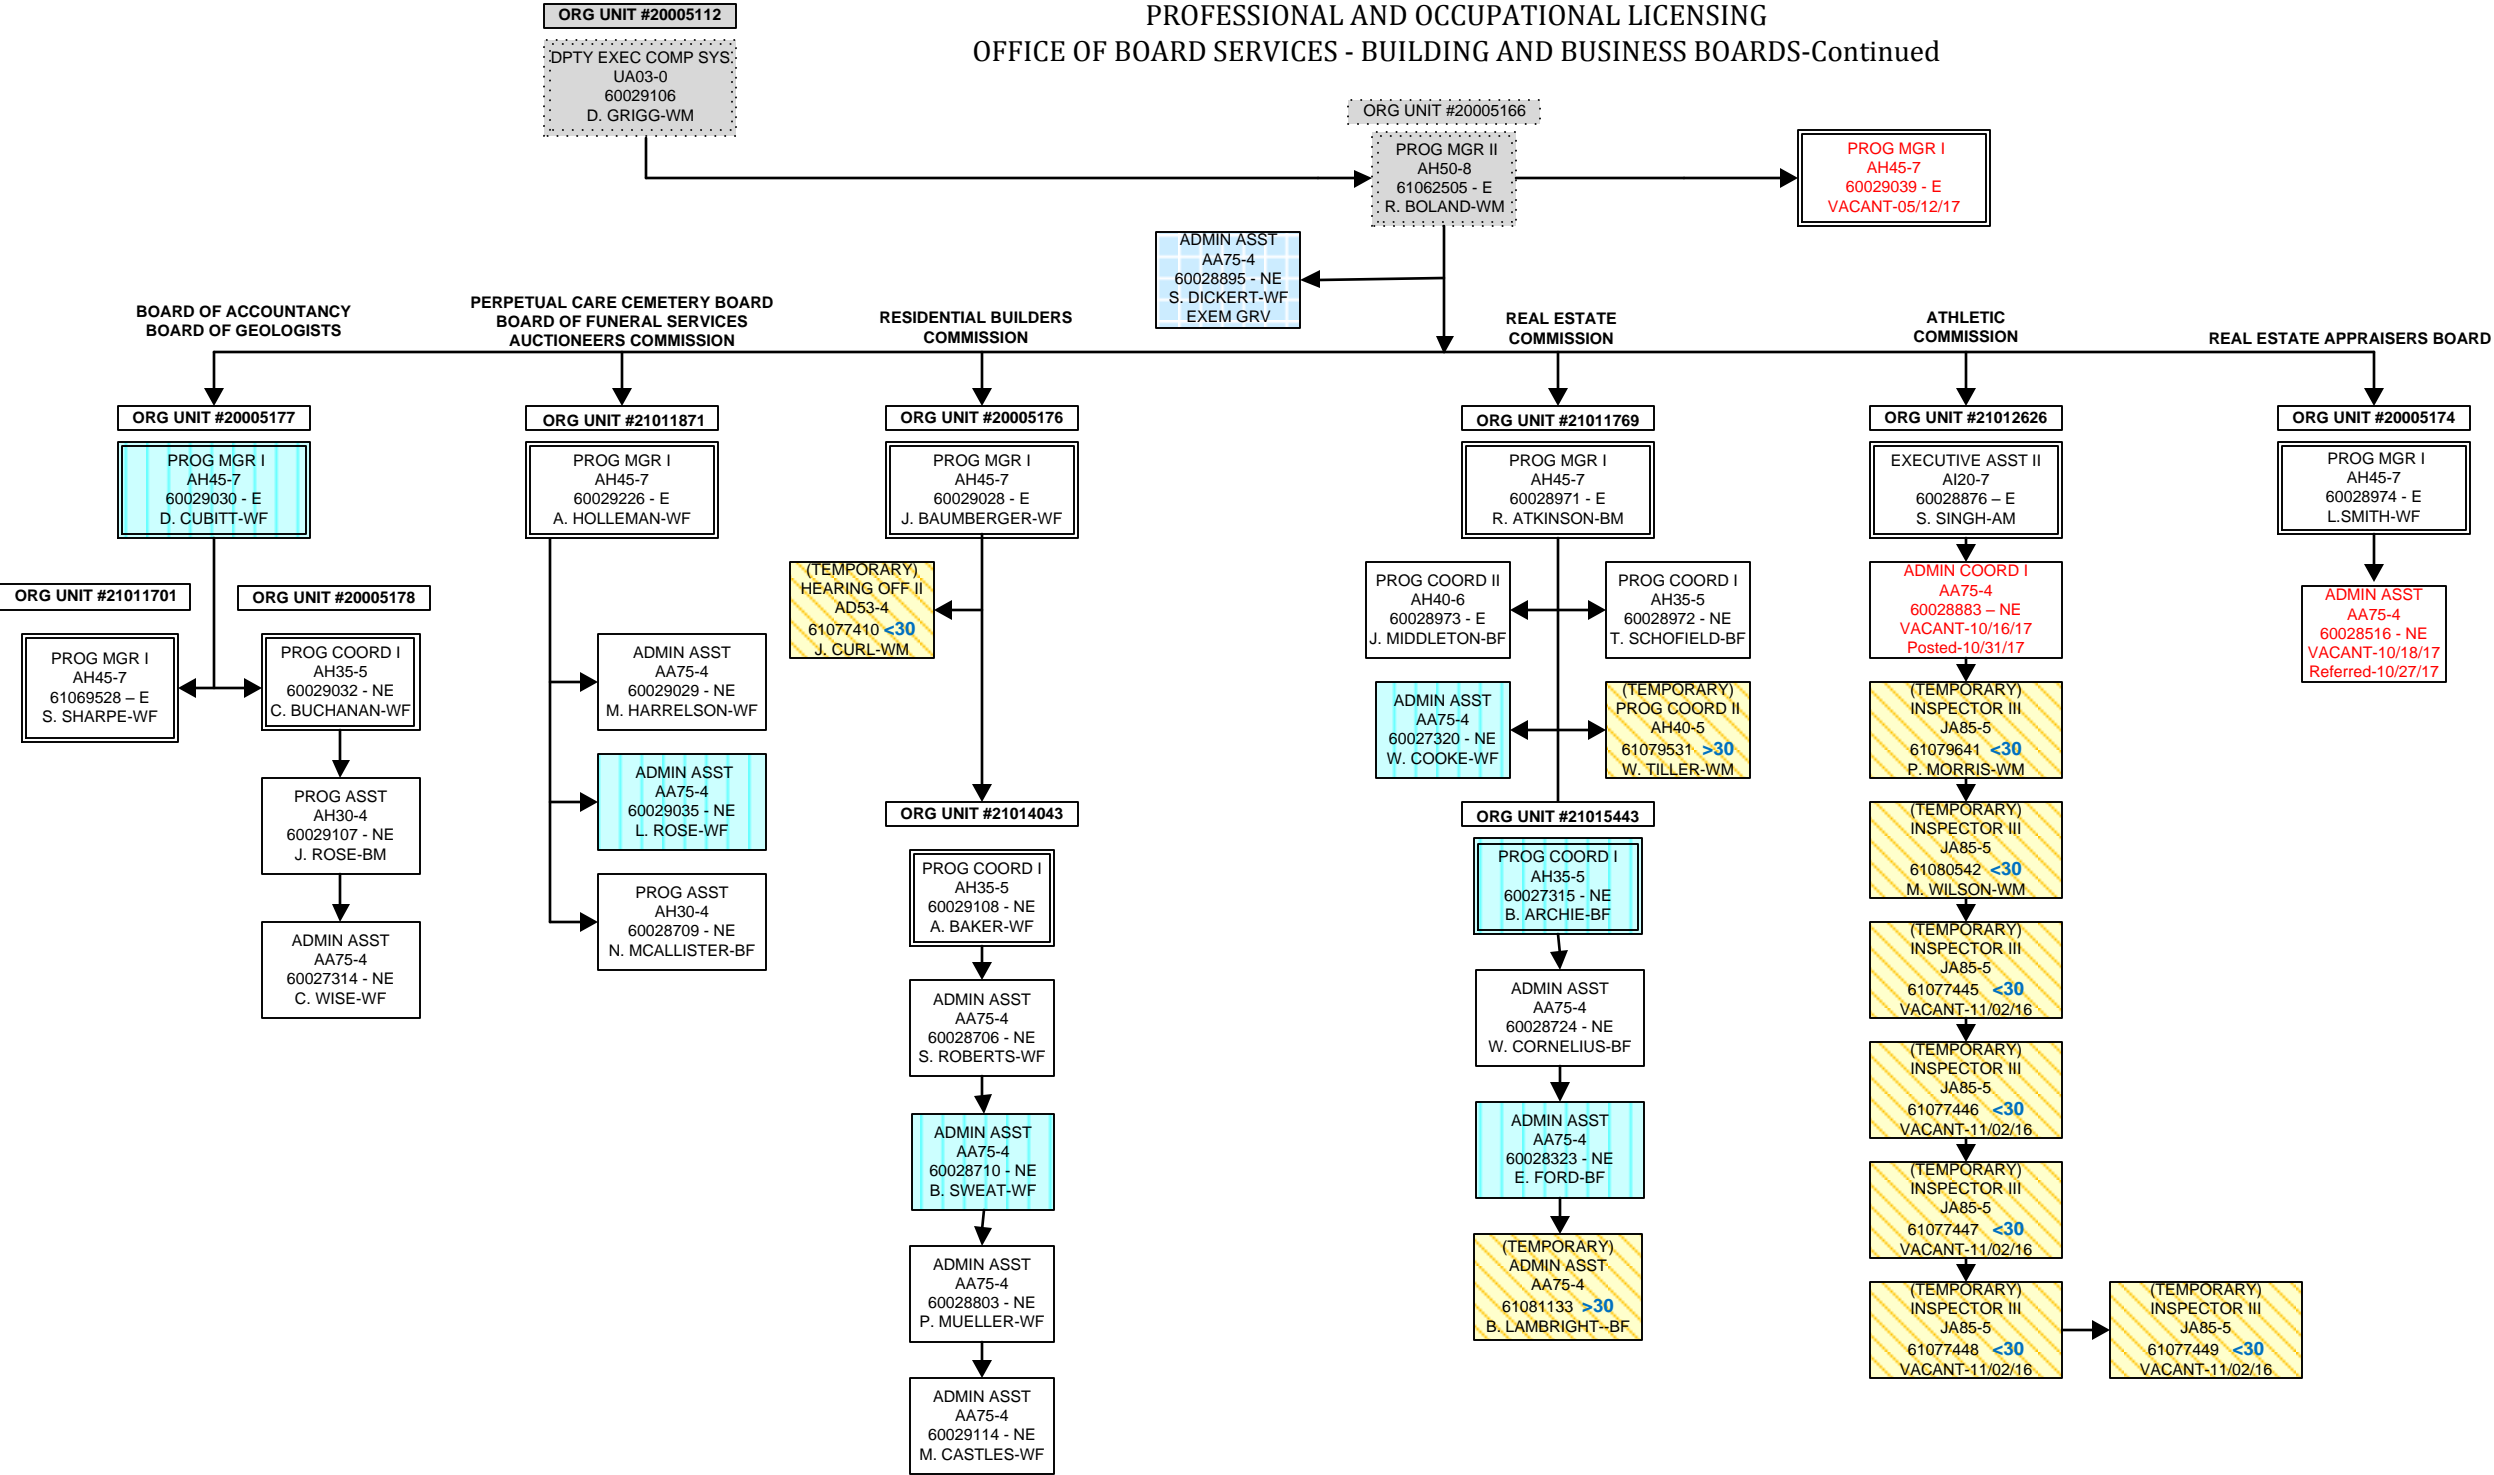 ORG UNIT #20005112
PROFESSIONAL AND OCCUPATIONAL LICENSING
OFFICE OF BOARD SERVICES - BUILDING AND BUSINESS BOARDS-Continued
DPTY EXEC COMP SYS.
UA03-0
60029106
D. GRIGG-WM
ORG UNIT #20005166
PROG MGR II
AH50-8
61062505 - E
R. BOLAND-WM
PROG MGR I
AH45-7
60029039 - E
VACANT-05/12/17
ADMIN ASST
AA75-4
60028895 - NE
S. DICKERT-WF
EXEM GRV
BOARD OF ACCOUNTANCY
BOARD OF GEOLOGISTS
PERPETUAL CARE CEMETERY BOARD
BOARD OF FUNERAL SERVICES
AUCTIONEERS COMMISSION
RESIDENTIAL BUILDERS
COMMISSION
REAL ESTATE
COMMISSION
ATHLETIC
COMMISSION
REAL ESTATE APPRAISERS BOARD
ORG UNIT #20005177
PROG MGR I
AH45-7
60029030 - E
D. CUBITT-WF
ORG UNIT #21011701
PROG MGR I
AH45-7
61069528 – E
S. SHARPE-WF
ORG UNIT #20005178
PROG COORD I
AH35-5
60029032 - NE
C. BUCHANAN-WF
PROG ASST
AH30-4
60029107 - NE
J. ROSE-BM
ADMIN ASST
AA75-4
60027314 - NE
C. WISE-WF
ORG UNIT #21011871
PROG MGR I
AH45-7
60029226 - E
A. HOLLEMAN-WF
ADMIN ASST
AA75-4
60029029 - NE
M. HARRELSON-WF
ADMIN ASST
AA75-4
60029035 - NE
L. ROSE-WF
PROG ASST
AH30-4
60028709 - NE
N. MCALLISTER-BF
ORG UNIT #20005176
PROG MGR I
AH45-7
60029028 - E
J. BAUMBERGER-WF
(TEMPORARY)
HEARING OFF II
AD53-4
61077410 <30
J. CURL-WM
ORG UNIT #21014043
PROG COORD I
AH35-5
60029108 - NE
A. BAKER-WF
ADMIN ASST
AA75-4
60028706 - NE
S. ROBERTS-WF
ADMIN ASST
AA75-4
60028710 - NE
B. SWEAT-WF
ADMIN ASST
AA75-4
60028803 - NE
P. MUELLER-WF
ADMIN ASST
AA75-4
60029114 - NE
M. CASTLES-WF
ORG UNIT #21011769
PROG MGR I
AH45-7
60028971 - E
R. ATKINSON-BM
PROG COORD II
AH40-6
60028973 - E
J. MIDDLETON-BF
PROG COORD I
AH35-5
60028972 - NE
T. SCHOFIELD-BF
ADMIN ASST
AA75-4
60027320 - NE
W. COOKE-WF
(TEMPORARY)
PROG COORD II
AH40-5
61079531 >30
W. TILLER-WM
ORG UNIT #21015443
PROG COORD I
AH35-5
60027315 - NE
B. ARCHIE-BF
ADMIN ASST
AA75-4
60028724 - NE
W. CORNELIUS-BF
ADMIN ASST
AA75-4
60028323 - NE
E. FORD-BF
(TEMPORARY)
ADMIN ASST
AA75-4
61081133 >30
B. LAMBRIGHT--BF
ORG UNIT #21012626
EXECUTIVE ASST II
AI20-7
60028876 – E
S. SINGH-AM
ADMIN COORD I
AA75-4
60028883 – NE
VACANT-10/16/17
Posted-10/31/17
(TEMPORARY)
INSPECTOR III
JA85-5
61079641 <30
P. MORRIS-WM
(TEMPORARY)
INSPECTOR III
JA85-5
61080542 <30
M. WILSON-WM
(TEMPORARY)
INSPECTOR III
JA85-5
61077445 <30
VACANT-11/02/16
(TEMPORARY)
INSPECTOR III
JA85-5
61077446 <30
VACANT-11/02/16
(TEMPORARY)
INSPECTOR III
JA85-5
61077447 <30
VACANT-11/02/16
(TEMPORARY)
INSPECTOR III
JA85-5
61077448 <30
VACANT-11/02/16
(TEMPORARY)
INSPECTOR III
JA85-5
61077449 <30
VACANT-11/02/16
ORG UNIT #20005174
PROG MGR I
AH45-7
60028974 - E
L.SMITH-WF
ADMIN ASST
AA75-4
60028516 - NE
VACANT-10/18/17
Referred-10/27/17